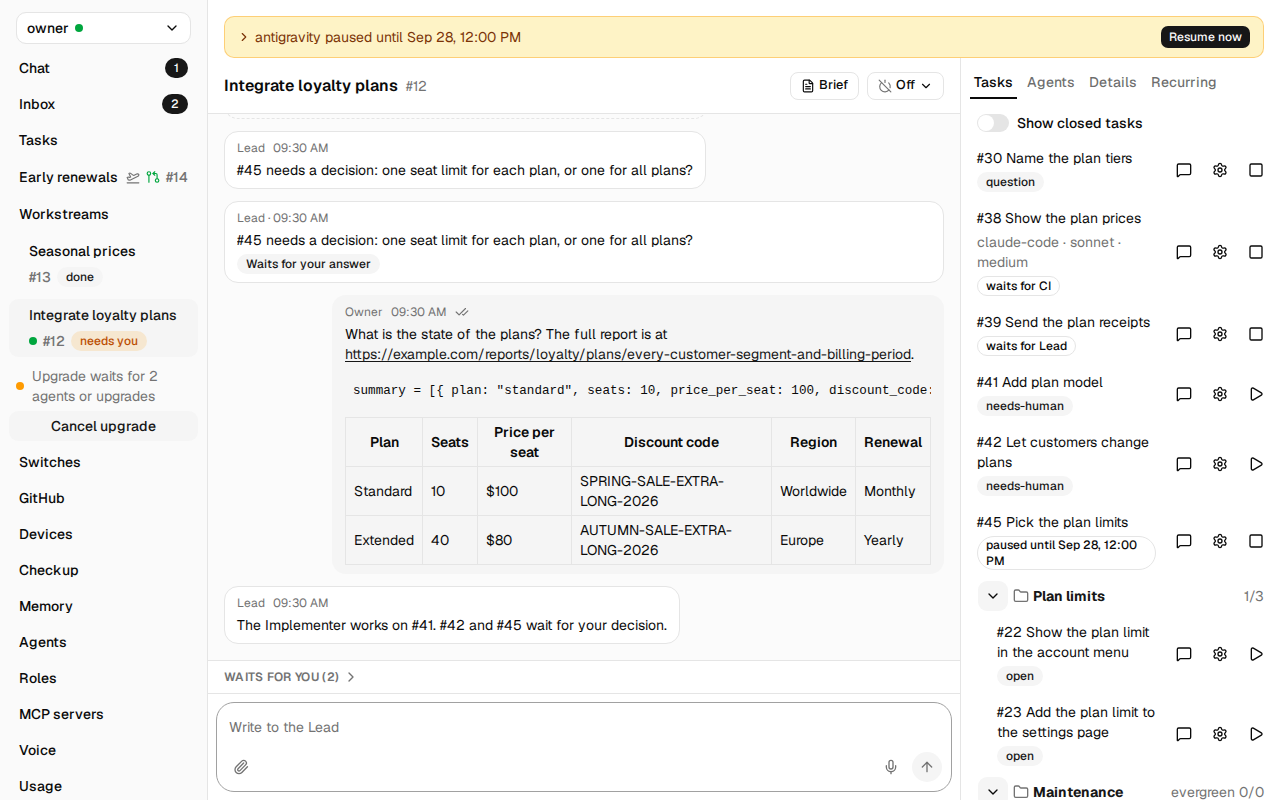 owner
Chat 1
Inbox 2
Tasks
Early renewals #14
Workstreams
Seasonal prices
#13 done
Integrate loyalty plans
#12 needs you
Upgrade waits for 2
agents or upgrades
Cancel upgrade
Switches
GitHub
Devices
Checkup
Memory
Agents
Roles
MCP servers
Voice
Usage
antigravity paused until Sep 28, 12:00 PM
Resume now
Integrate loyalty plans #12
Brief
Off
Lead 09:30 AM
#45 needs a decision: one seat limit for each plan, or one for all plans?
Lead · 09:30 AM
#45 needs a decision: one seat limit for each plan, or one for all plans?
Waits for your answer
Owner 09:30 AM
What is the state of the plans? The full report is at
https://example.com/reports/loyalty/plans/every-customer-segment-and-billing-period.
summary = [{ plan: "standard", seats: 10, price_per_seat: 100, discount_code:
Plan Seats Price per seat Discount code Region Renewal
Standard 10 $100 SPRING-SALE-EXTRA-LONG-2026 Worldwide Monthly
Extended 40 $80 AUTUMN-SALE-EXTRA-LONG-2026 Europe Yearly
Lead 09:30 AM
The Implementer works on #41. #42 and #45 wait for your decision.
WAITS FOR YOU (2)
Write to the Lead
Tasks Agents Details Recurring
Show closed tasks
#30 Name the plan tiers
question
#38 Show the plan prices
claude-code · sonnet ·
medium
waits for CI
#39 Send the plan receipts
waits for Lead
#41 Add plan model
needs-human
#42 Let customers change
plans
needs-human
#45 Pick the plan limits
paused until Sep 28, 12:00
PM
Plan limits 1/3
#22 Show the plan limit
in the account menu
open
#23 Add the plan limit to
the settings page
open
Maintenance evergreen 0/0